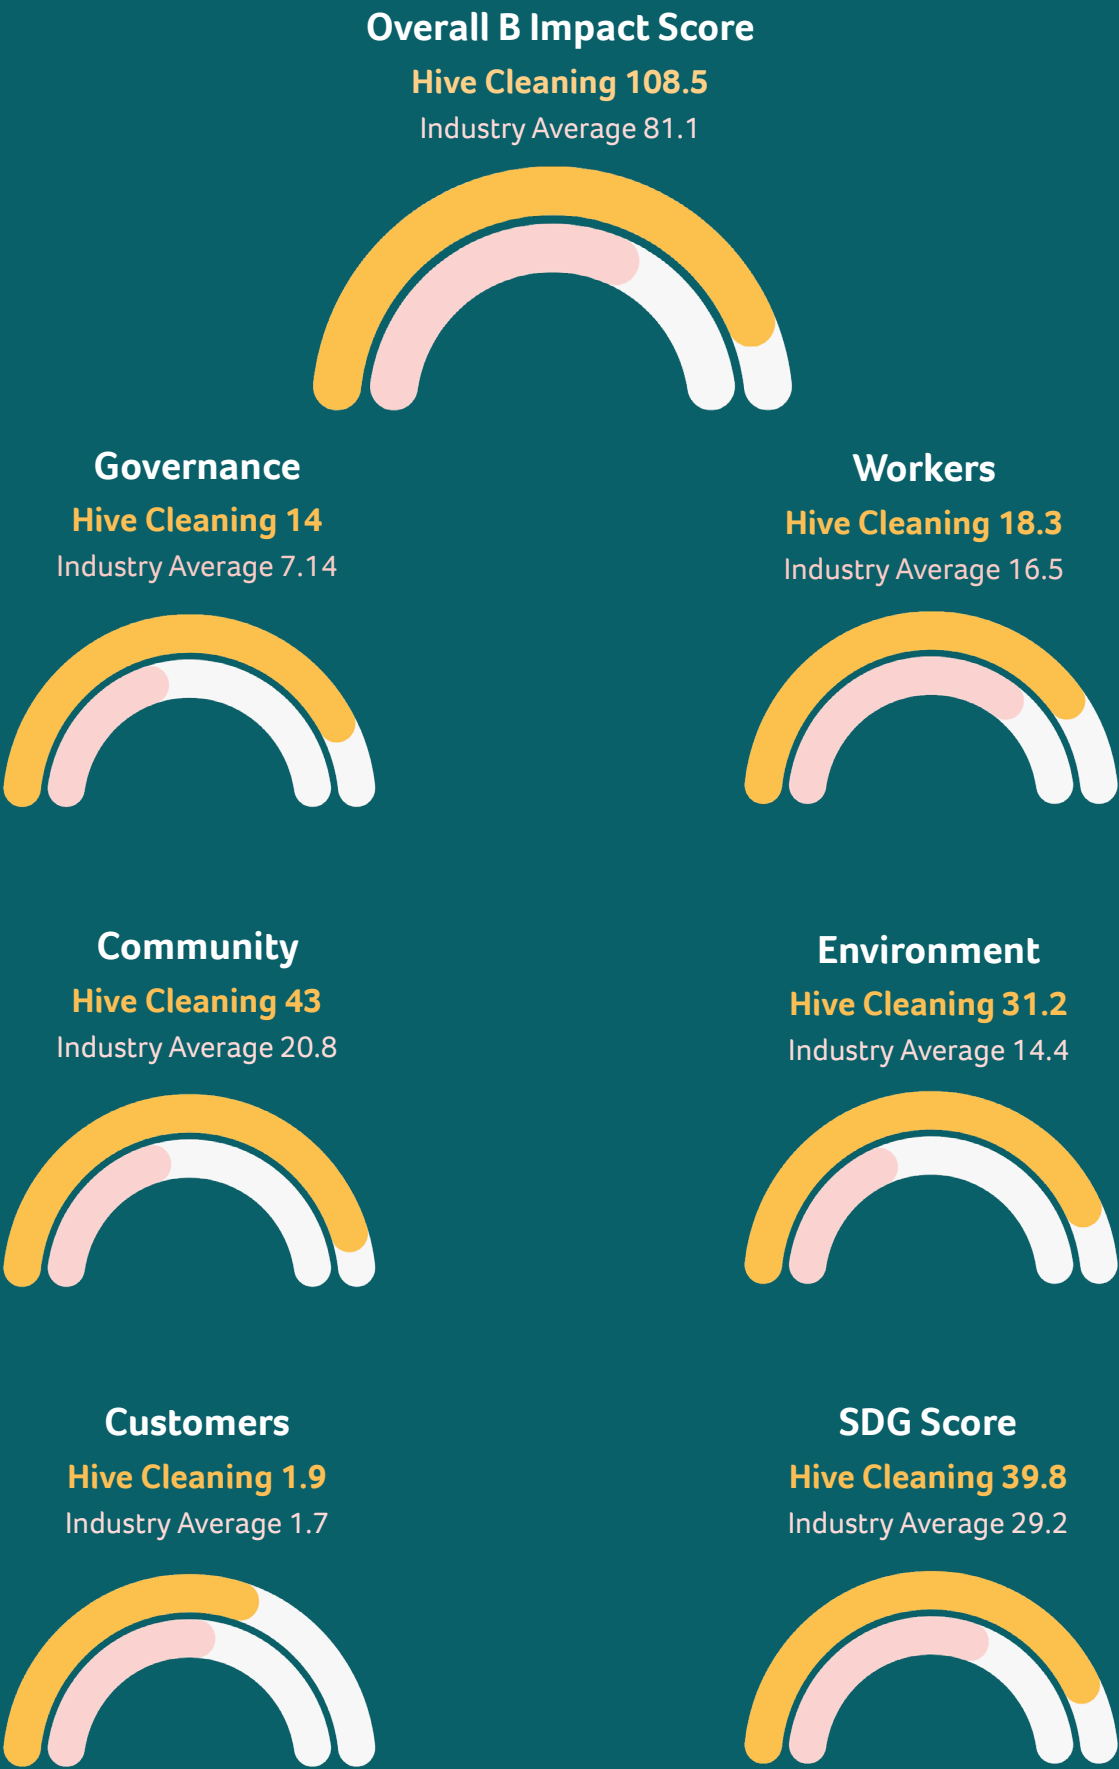 Overall B Impact Score
Hive Cleaning 108.5
Industry Average 81.1
Governance
Hive Cleaning 14
Industry Average 7.14
Workers
Hive Cleaning 18.3
Industry Average 16.5
Community
Hive Cleaning 43
Industry Average 20.8
Environment
Hive Cleaning 31.2
Industry Average 14.4
Customers
Hive Cleaning 1.9
Industry Average 1.7
SDG Score
Hive Cleaning 39.8
Industry Average 29.2